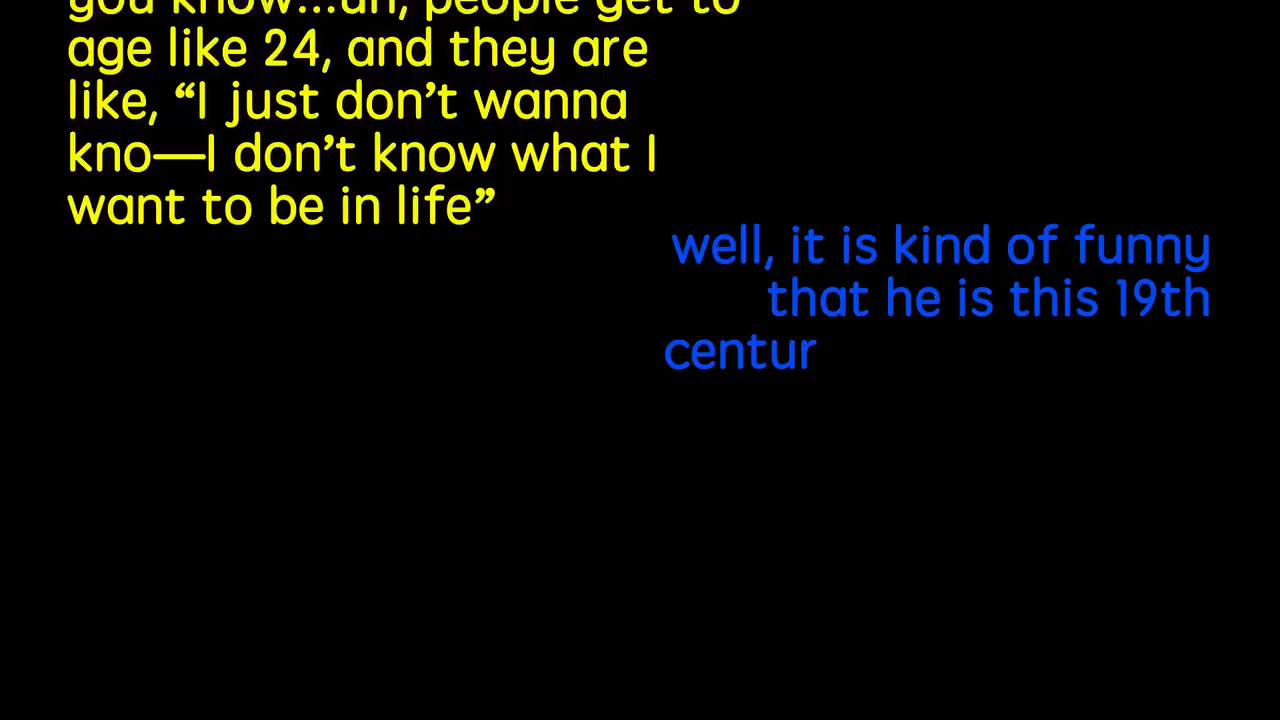 you know...uh, people get to
age like 24, and they are
like, “I just don’t wanna
kno—I don’t know what I
want to be in life”
well, it is kind of funny
that he is this 19th
centur